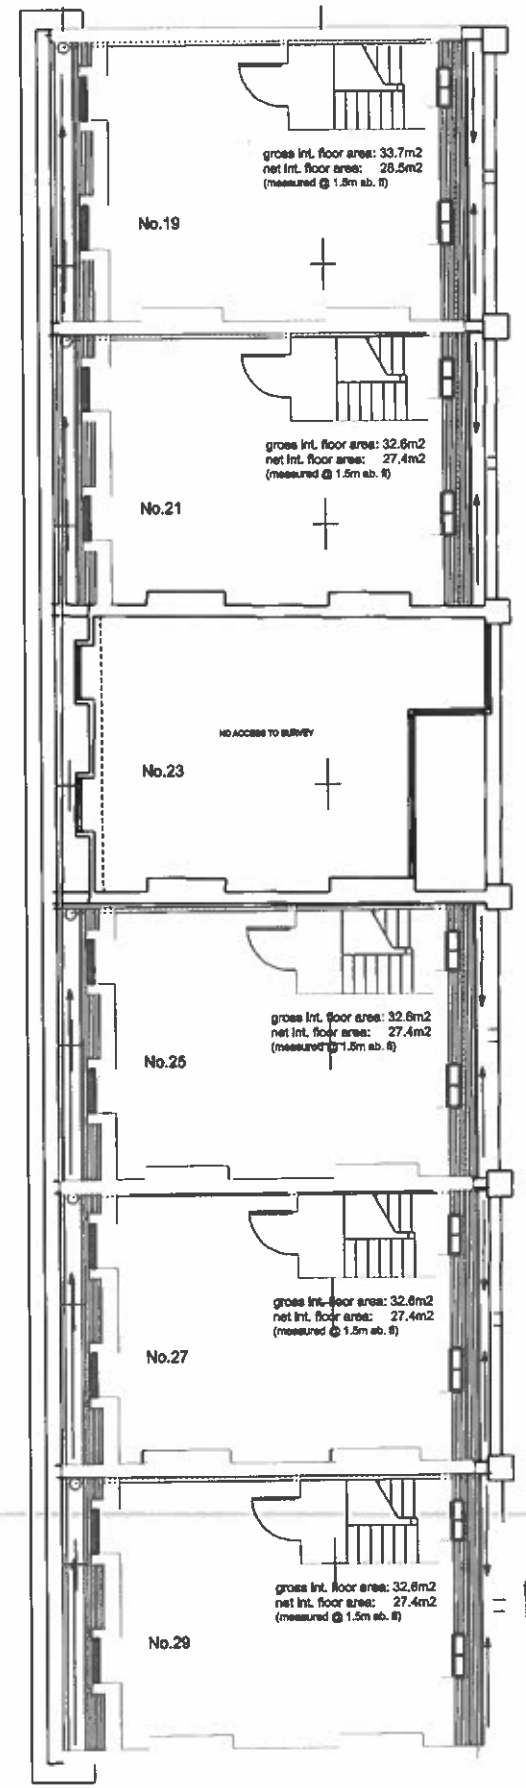 gross int. floor area: 33.7m2
net int. floor area: 28.5m2
(measured @ 1.5m ab. fl)
No.19
gross int. floor area: 32.6m2
net int. floor area: 27.4m2
(measured @ 1.5m ab. fl)
No.21
NO ACCESS TO SURVEY
No.23
gross int. floor area: 32.6m2
net int. floor area: 27.4m2
(measured @ 1.5m ab. fl)
No.25
gross int. floor area: 32.6m2
net int. floor area: 27.4m2
(measured @ 1.5m ab. fl)
No.27
gross int. floor area: 32.6m2
net int. floor area: 27.4m2
(measured @ 1.5m ab. fl)
No.29